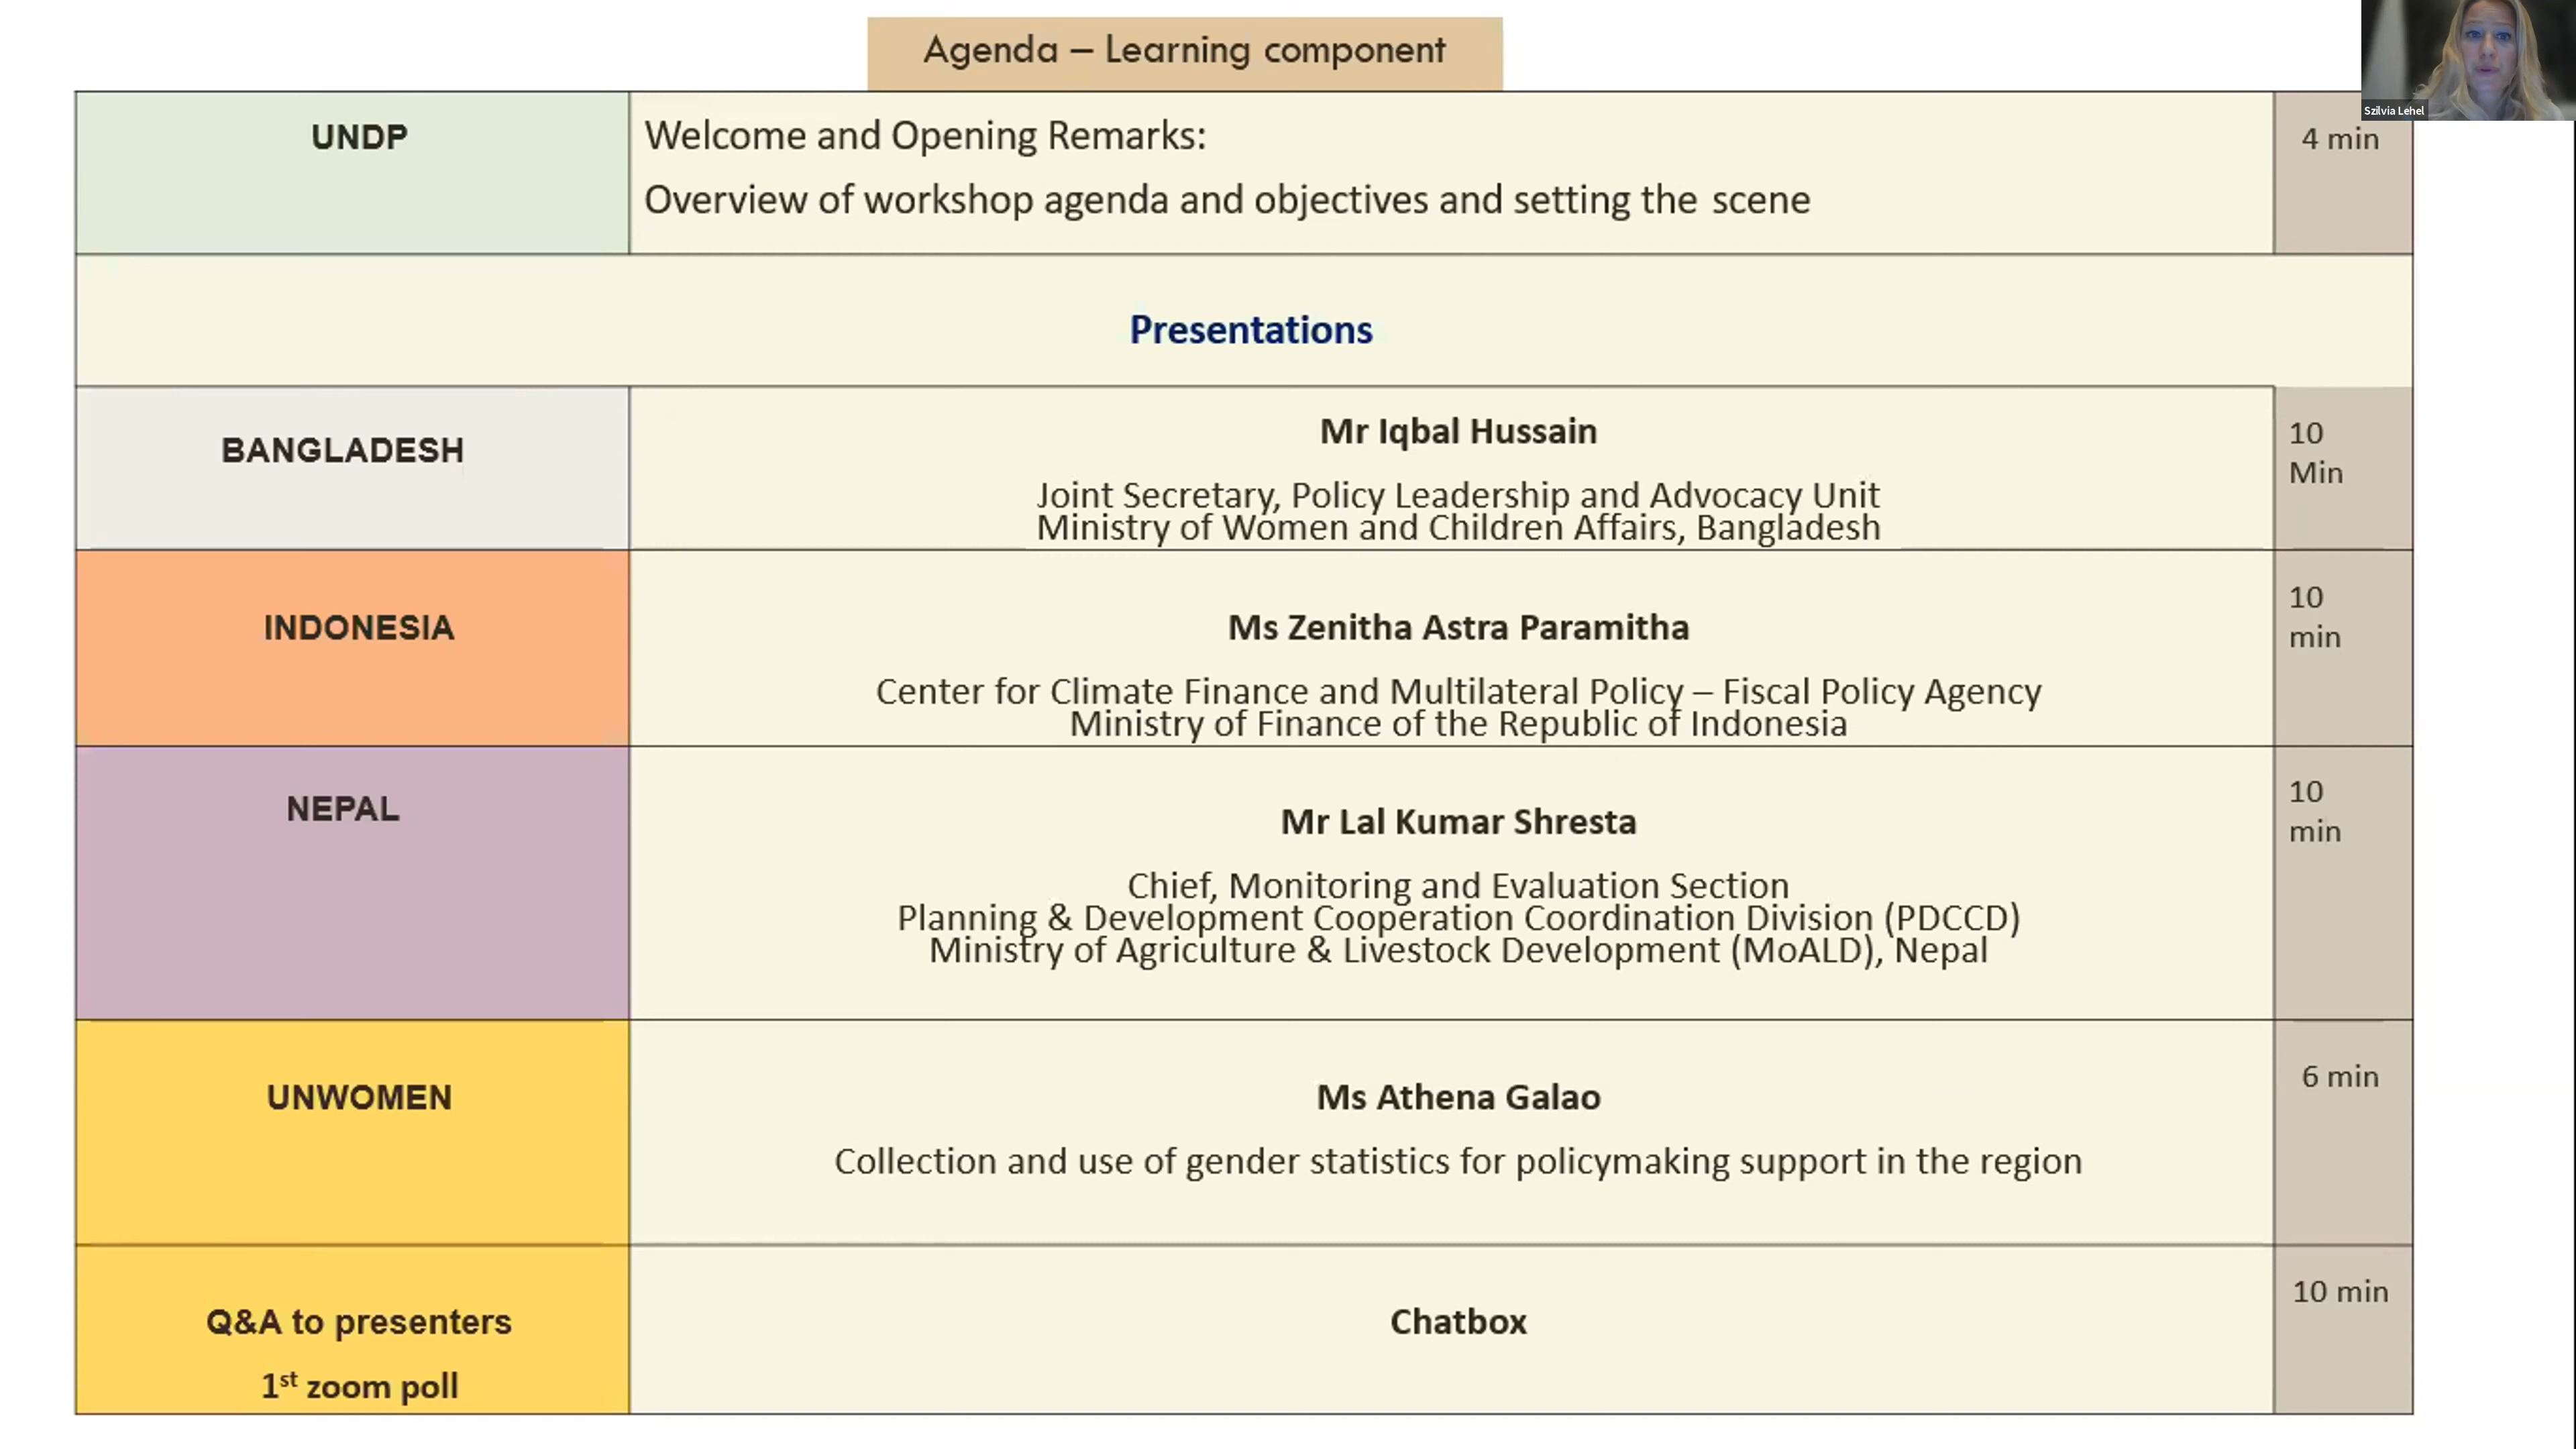 Agenda – Learning component
Szilvia Lehel
UNDP
Welcome and Opening Remarks:
Overview of workshop agenda and objectives and setting the scene
4 min
Presentations
BANGLADESH
Mr Iqbal Hussain
Joint Secretary, Policy Leadership and Advocacy Unit
Ministry of Women and Children Affairs, Bangladesh
10
Min
INDONESIA
Ms Zenitha Astra Paramitha
Center for Climate Finance and Multilateral Policy – Fiscal Policy Agency
Ministry of Finance of the Republic of Indonesia
10
min
NEPAL
Mr Lal Kumar Shresta
Chief, Monitoring and Evaluation Section
Planning & Development Cooperation Coordination Division (PDCCD)
Ministry of Agriculture & Livestock Development (MoALD), Nepal
10
min
UNWOMEN
Ms Athena Galao
Collection and use of gender statistics for policymaking support in the region
6 min
Q&A to presenters
1st zoom poll
Chatbox
10 min